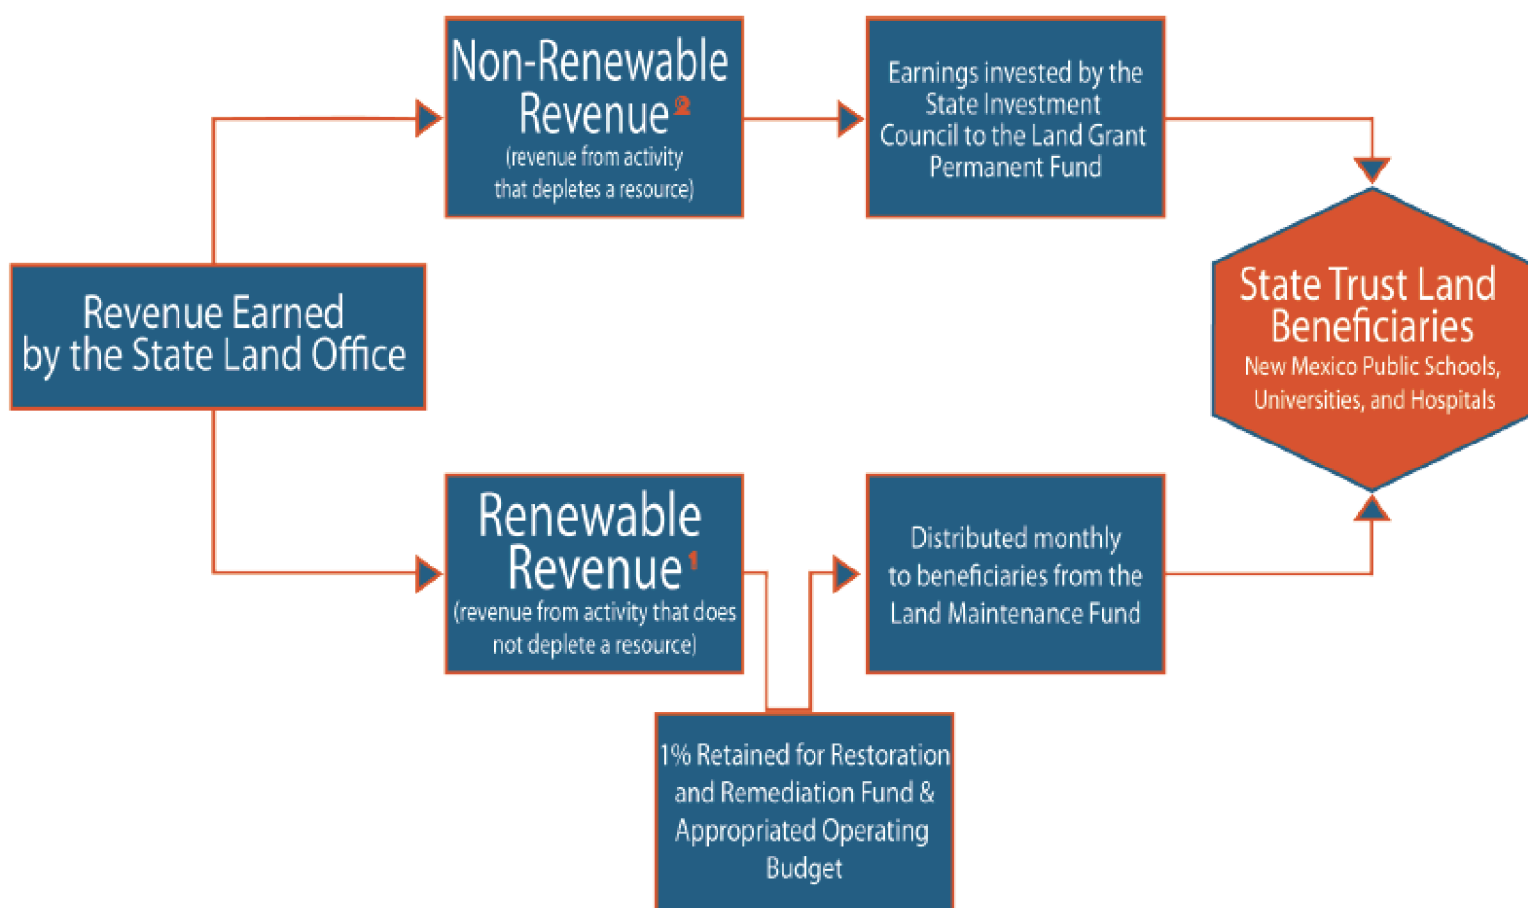 Non-Renewable
Revenue2
(revenue from activity
that depletes a resource)
Earnings invested by the
State Investment
Council to the Land Grant
Permanent Fund
Revenue Earned
by the State Land Office
State Trust Land
Beneficiaries
New Mexico Public Schools,
Universities, and Hospitals
Renewable
Revenue1
(revenue from activity that does
not deplete a resource)
Distributed monthly
to beneficiaries from the
Land Maintenance Fund
1% Retained for Restoration
and Remediation Fund &
Appropriated Operating
Budget